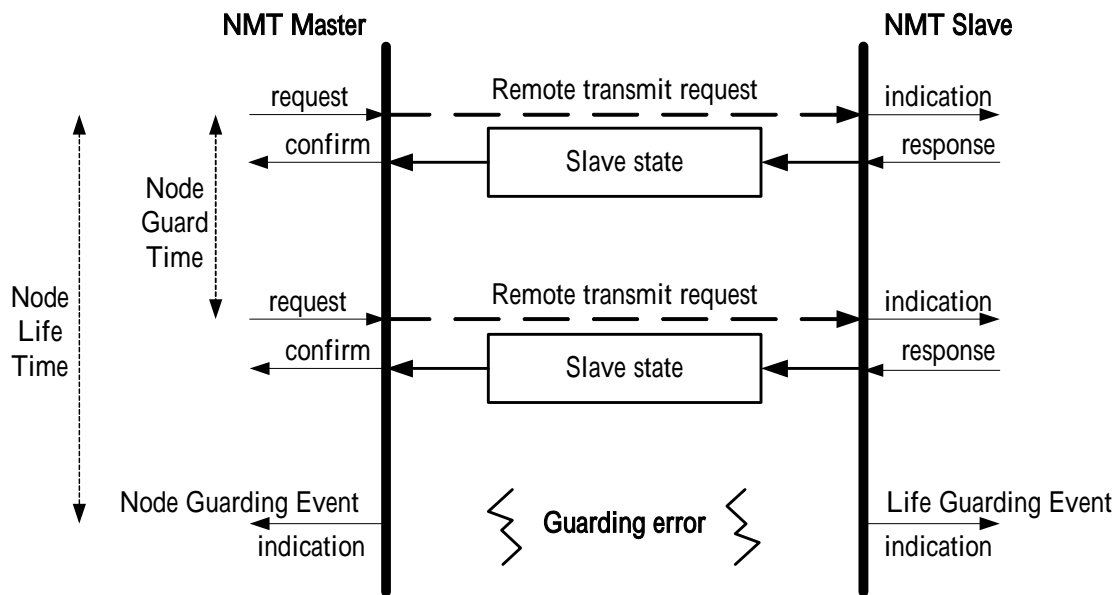 NMT Master
NMT Slave
request
Remote transmit request
indication
confirm
Slave state
response
Node
Guard
Time
Node
Life
Time
request
Remote transmit request
indication
confirm
Slave state
response
Node Guarding Event
indication
Guarding error
Life Guarding Event
indication